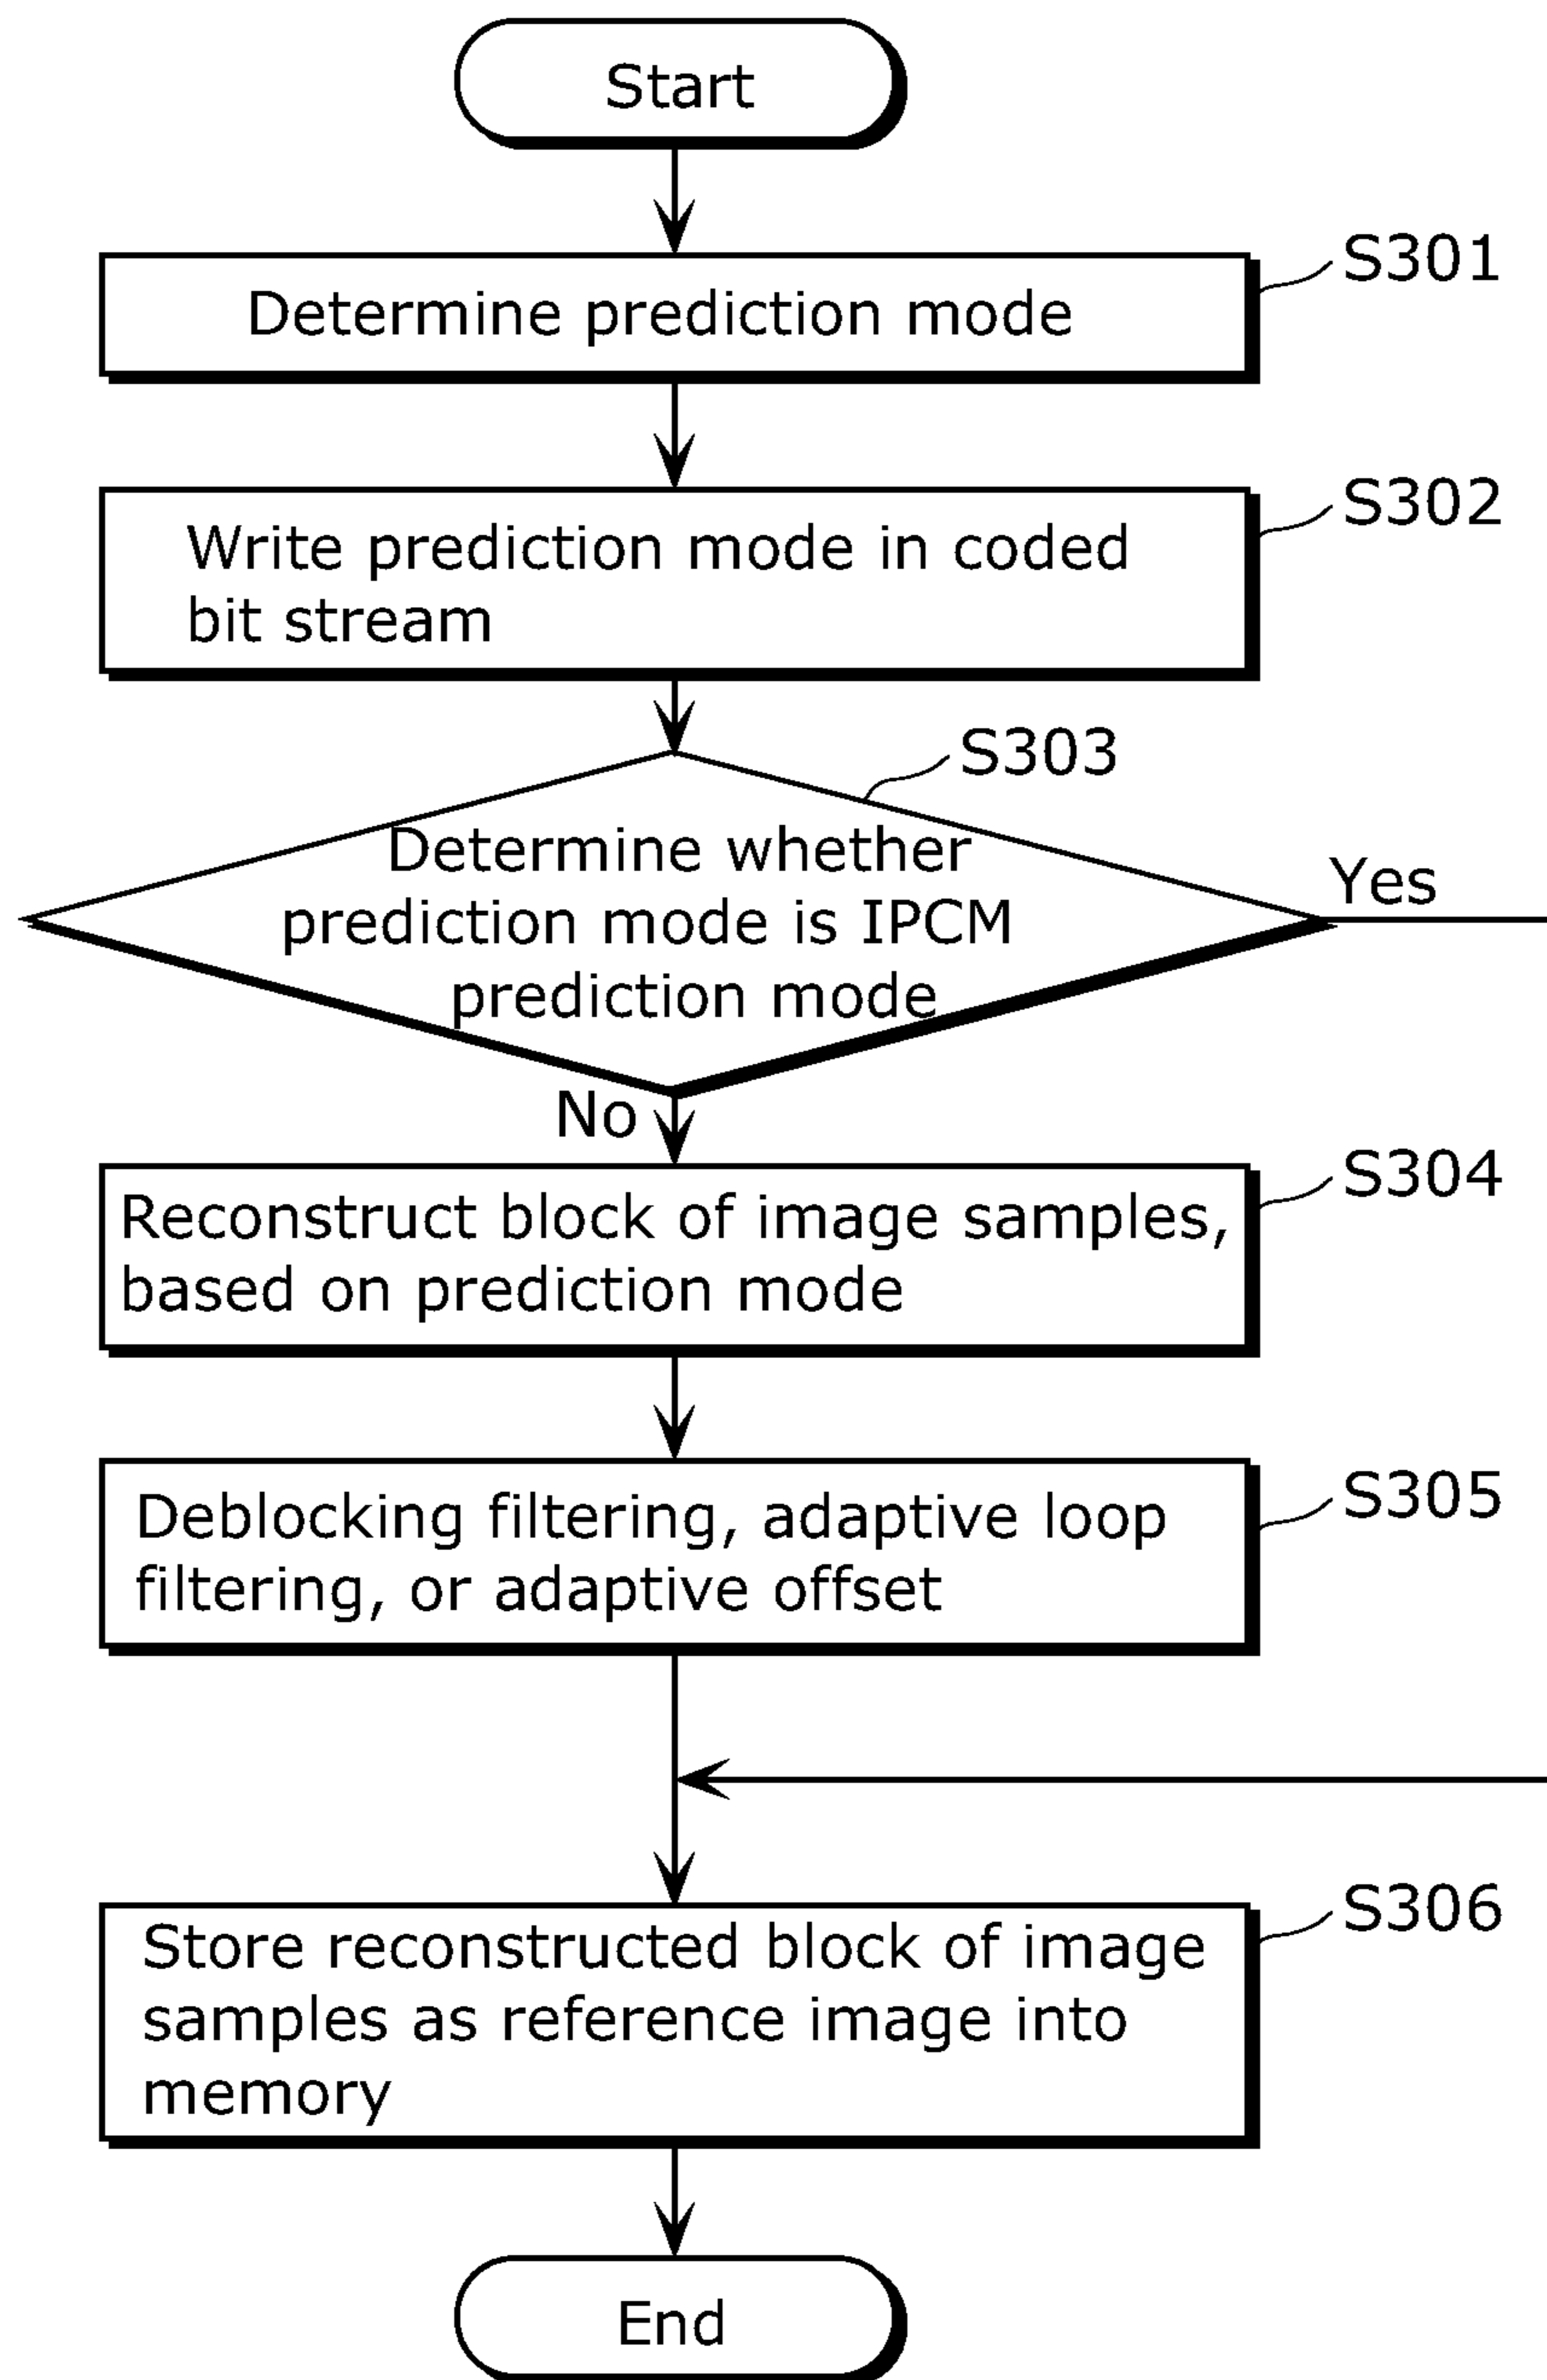 Start
S301
Determine prediction mode
S302
Write prediction mode in coded
bit stream
S303
Determine whether
prediction mode is IPCM
prediction mode
Yes
No
S304
Reconstruct block of image samples,
based on prediction mode
S305
Deblocking filtering, adaptive loop
filtering, or adaptive offset
S306
Store reconstructed block of image
samples as reference image into
memory
End